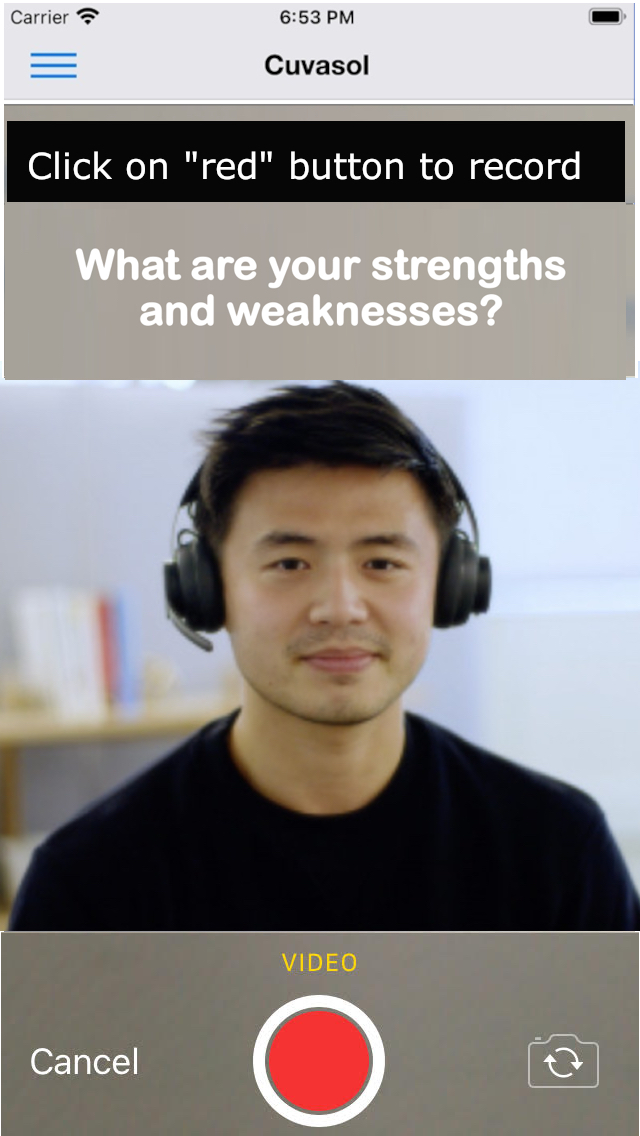 Carrier 6:53 PM
Cuvasol
Click on "red" button to record
What are your strengths
and weaknesses?
VIDEO
Cancel